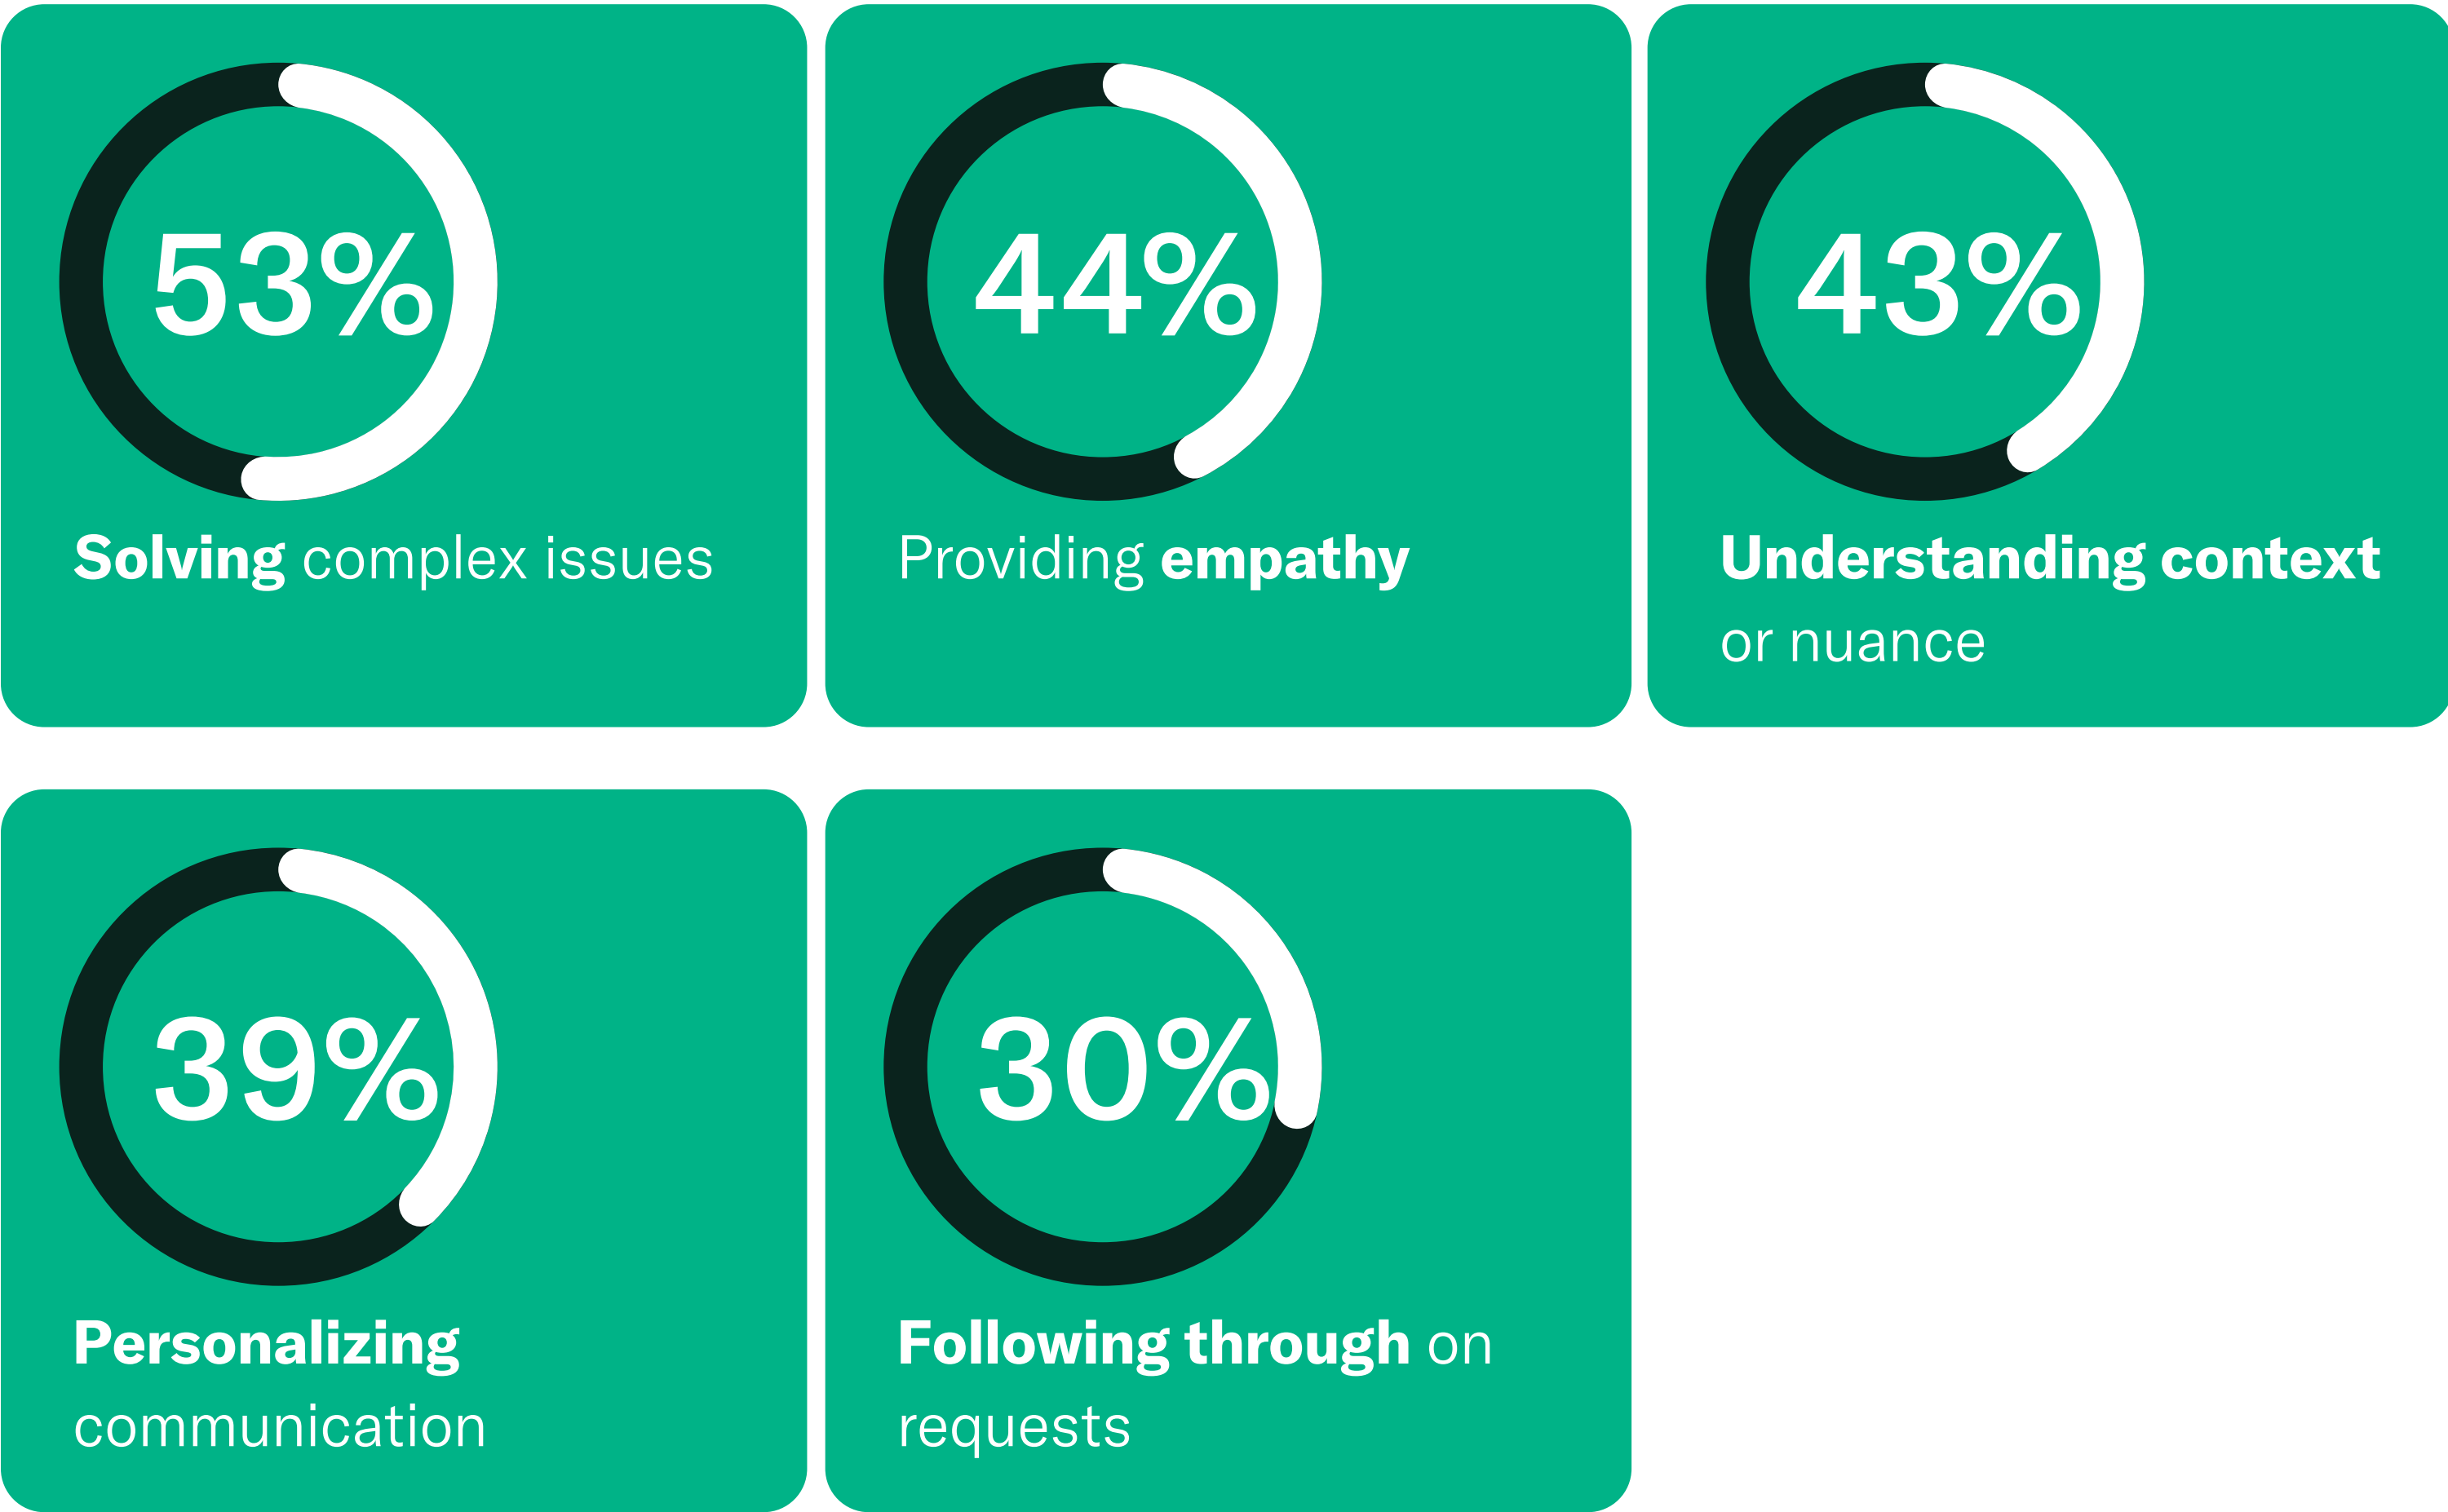 53%
Solving complex issues
44%
Providing empathy
43%
Understanding context
or nuance
39%
Personalizing
communication
30%
Following through on
requests